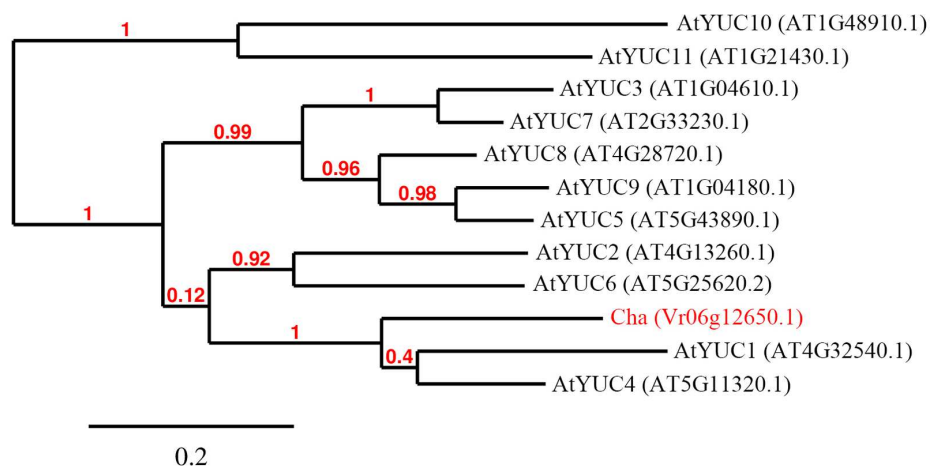 1
AtYUC10 (AT1G48910.1)
AtYUC11 (AT1G21430.1)
AtYUC3 (AT1G04610.1)
1
AtYUC7 (AT2G33230.1)
0.99
AtYUC8 (AT4G28720.1)
0.96
AtYUC9 (AT1G04180.1)
0.98
1
AtYUC5 (AT5G43890.1)
AtYUC2 (AT4G13260.1)
0.92
AtYUC6 (AT5G25620.2)
0.12
Cha (Vr06g12650.1)
1
AtYUC1 (AT4G32540.1)
0.4
AtYUC4 (AT5G11320.1)
0.2